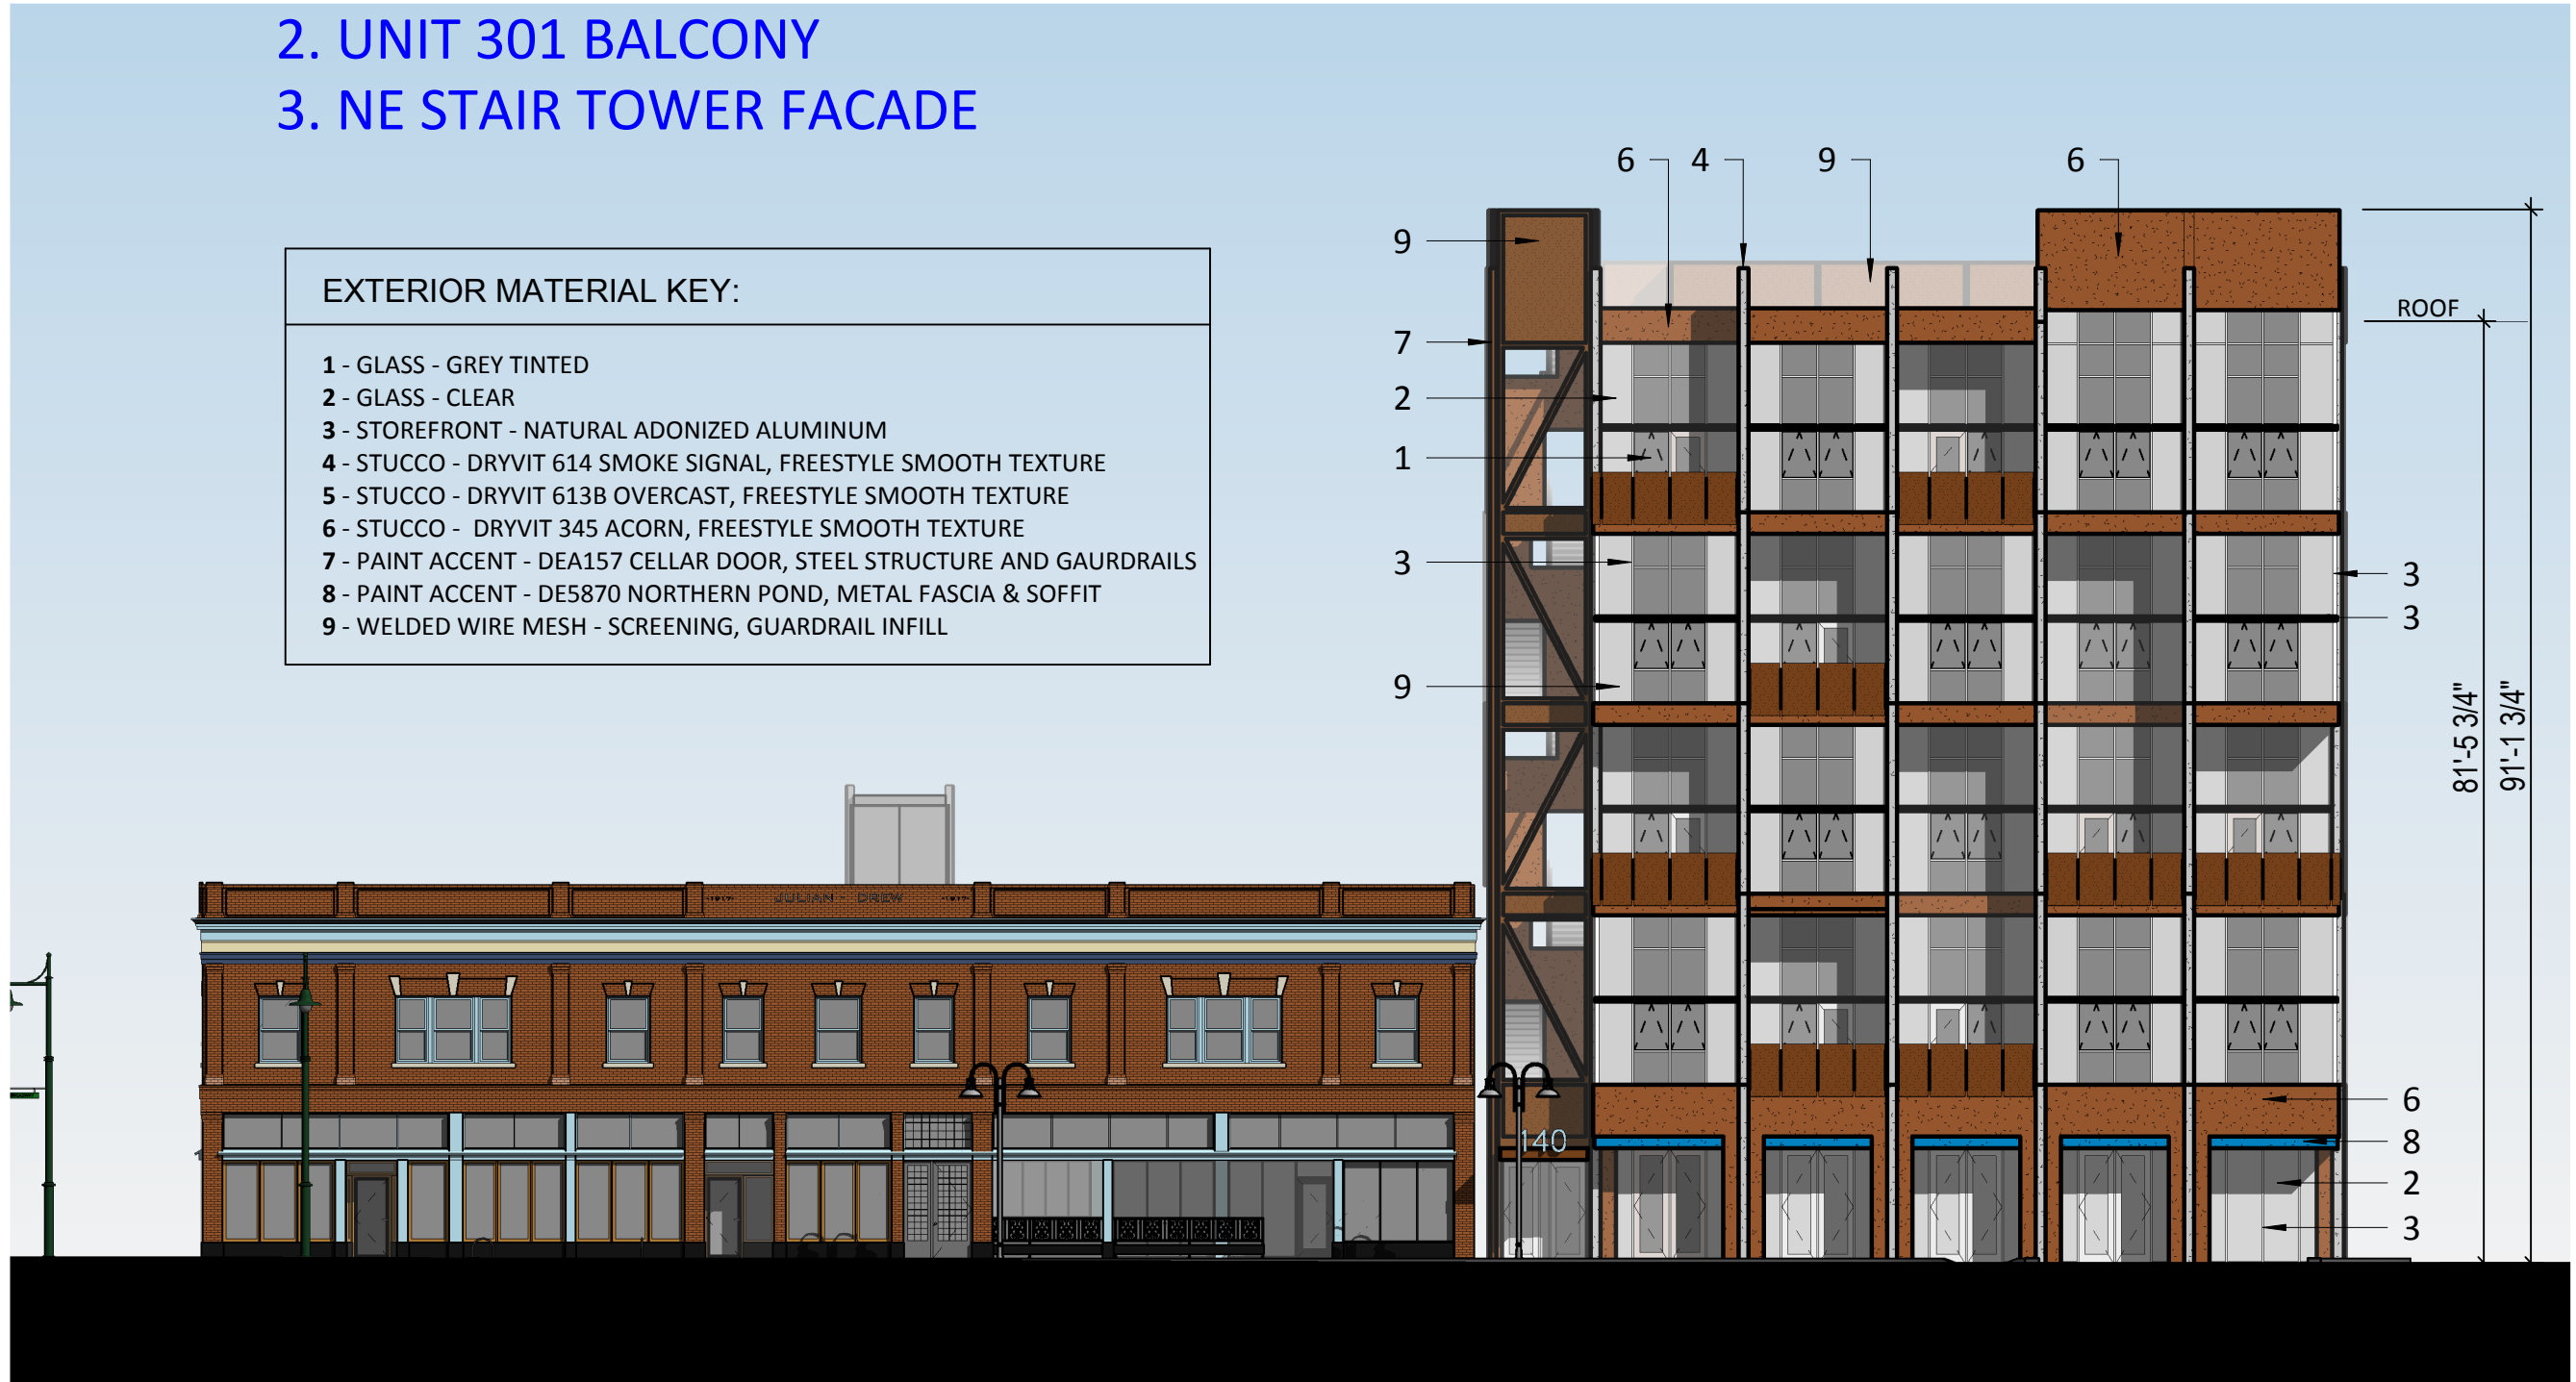 2. UNIT 301 BALCONY
3. NE STAIR TOWER FACADE
EXTERIOR MATERIAL KEY:
1 - GLASS - GREY TINTED
2 - GLASS - CLEAR
3 - STOREFRONT - NATURAL ADONIZED ALUMINUM
4 - STUCCO - DRYVIT 614 SMOKE SIGNAL, FREESTYLE SMOOTH TEXTURE
5 - STUCCO - DRYVIT 613B OVERCAST, FREESTYLE SMOOTH TEXTURE
6 - STUCCO -  DRYVIT 345 ACORN, FREESTYLE SMOOTH TEXTURE
7 - PAINT ACCENT - DEA157 CELLAR DOOR, STEEL STRUCTURE AND GAURDRAILS
8 - PAINT ACCENT - DE5870 NORTHERN POND, METAL FASCIA & SOFFIT
9 - WELDED WIRE MESH - SCREENING, GUARDRAIL INFILL
6 4 9 6
9
7
2
1
3
9
ROOF
3
3
81'-5 3/4"
91'-1 3/4"
6
8
2
3
-1917- JULIAN - DREW -1917-
140